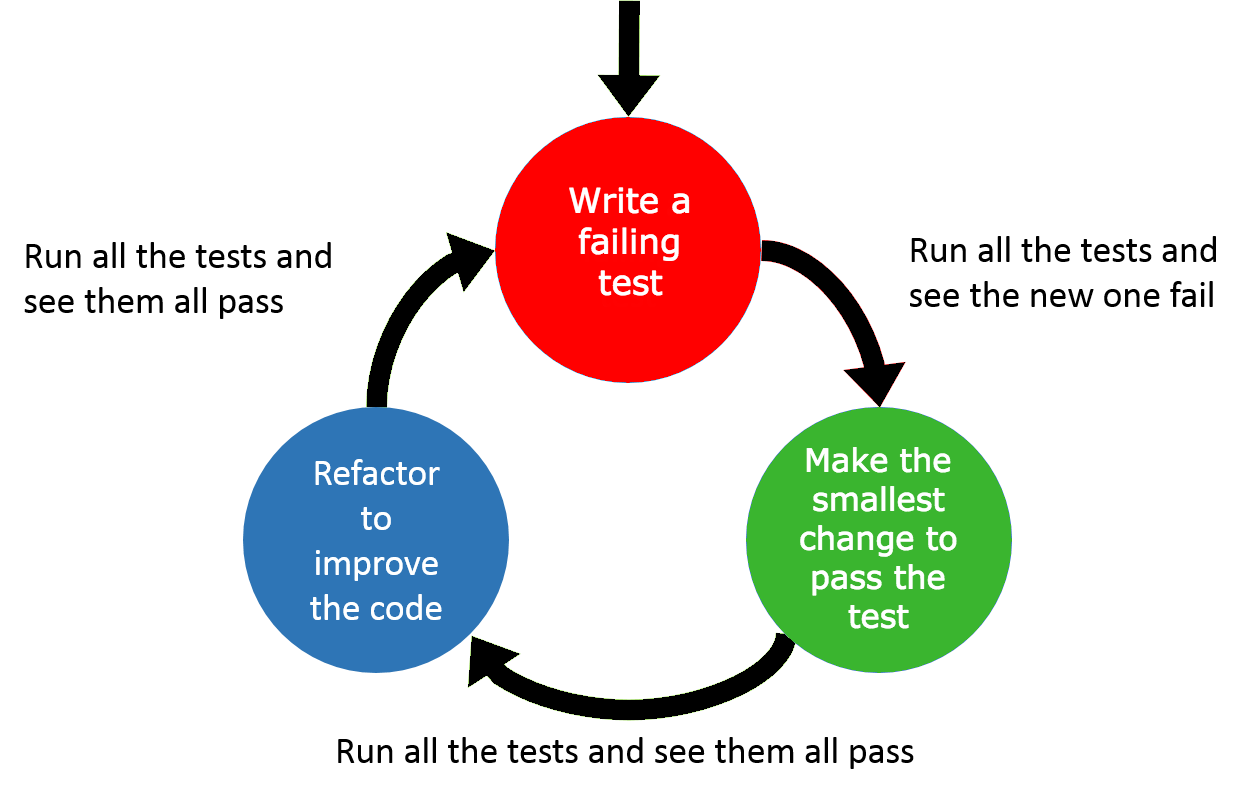 Write a
failing
test
Run all the tests and
see the new one fail
Make the
smallest
change to
pass the
test
Run all the tests and see them all pass
Refactor
to
improve
the code
Run all the tests and
see them all pass